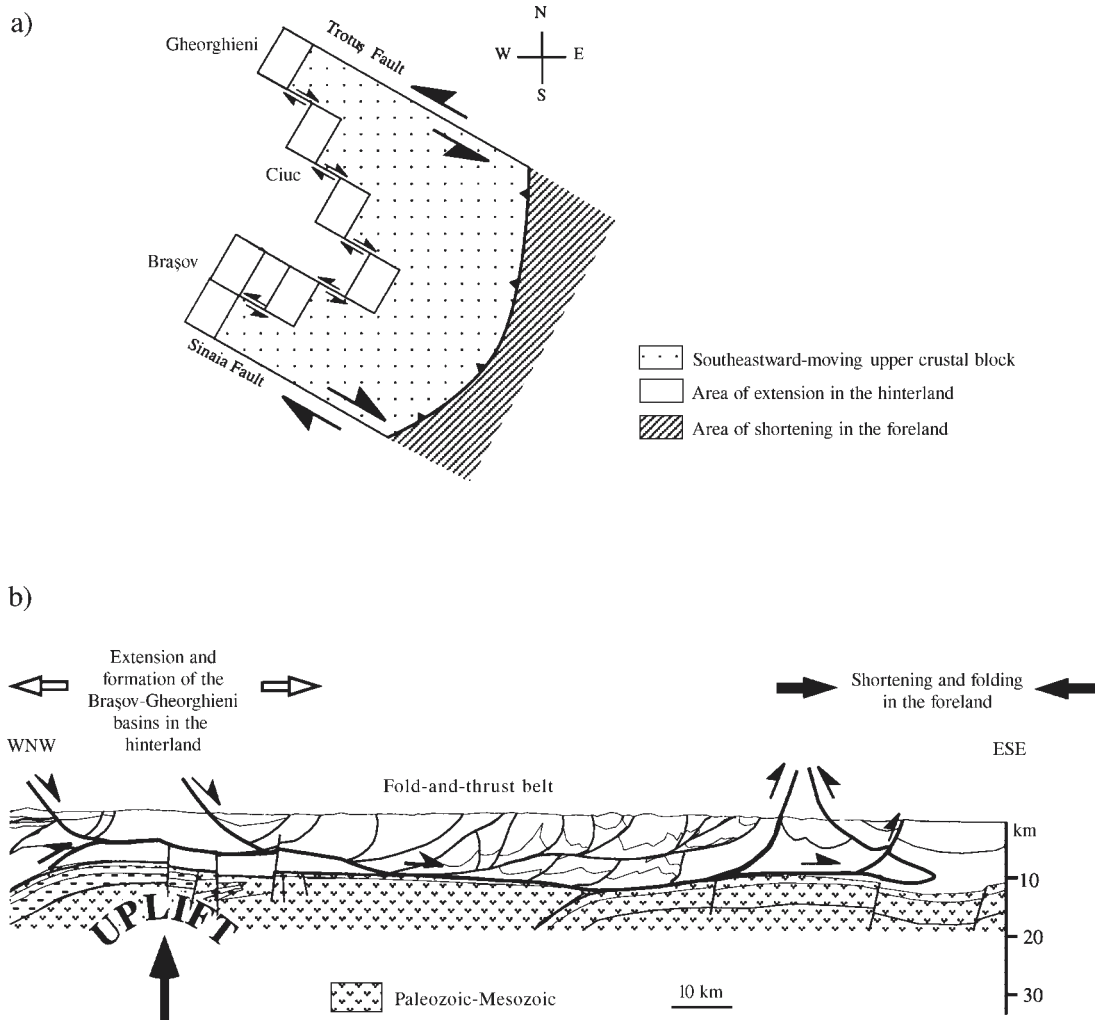 a)
N
W E
S
Gheorghieni
Trotuş Fault
Ciuc
Braşov
Sinaia Fault
Southeastward-moving upper crustal block
Area of extension in the hinterland
Area of shortening in the foreland
b)
Extension and
formation of the
Braşov-Gheorghieni
basins in the
hinterland
Shortening and folding
in the foreland
WNW
ESE
Fold-and-thrust belt
km
10
20
30
UPLIFT
Paleozoic-Mesozoic
10 km